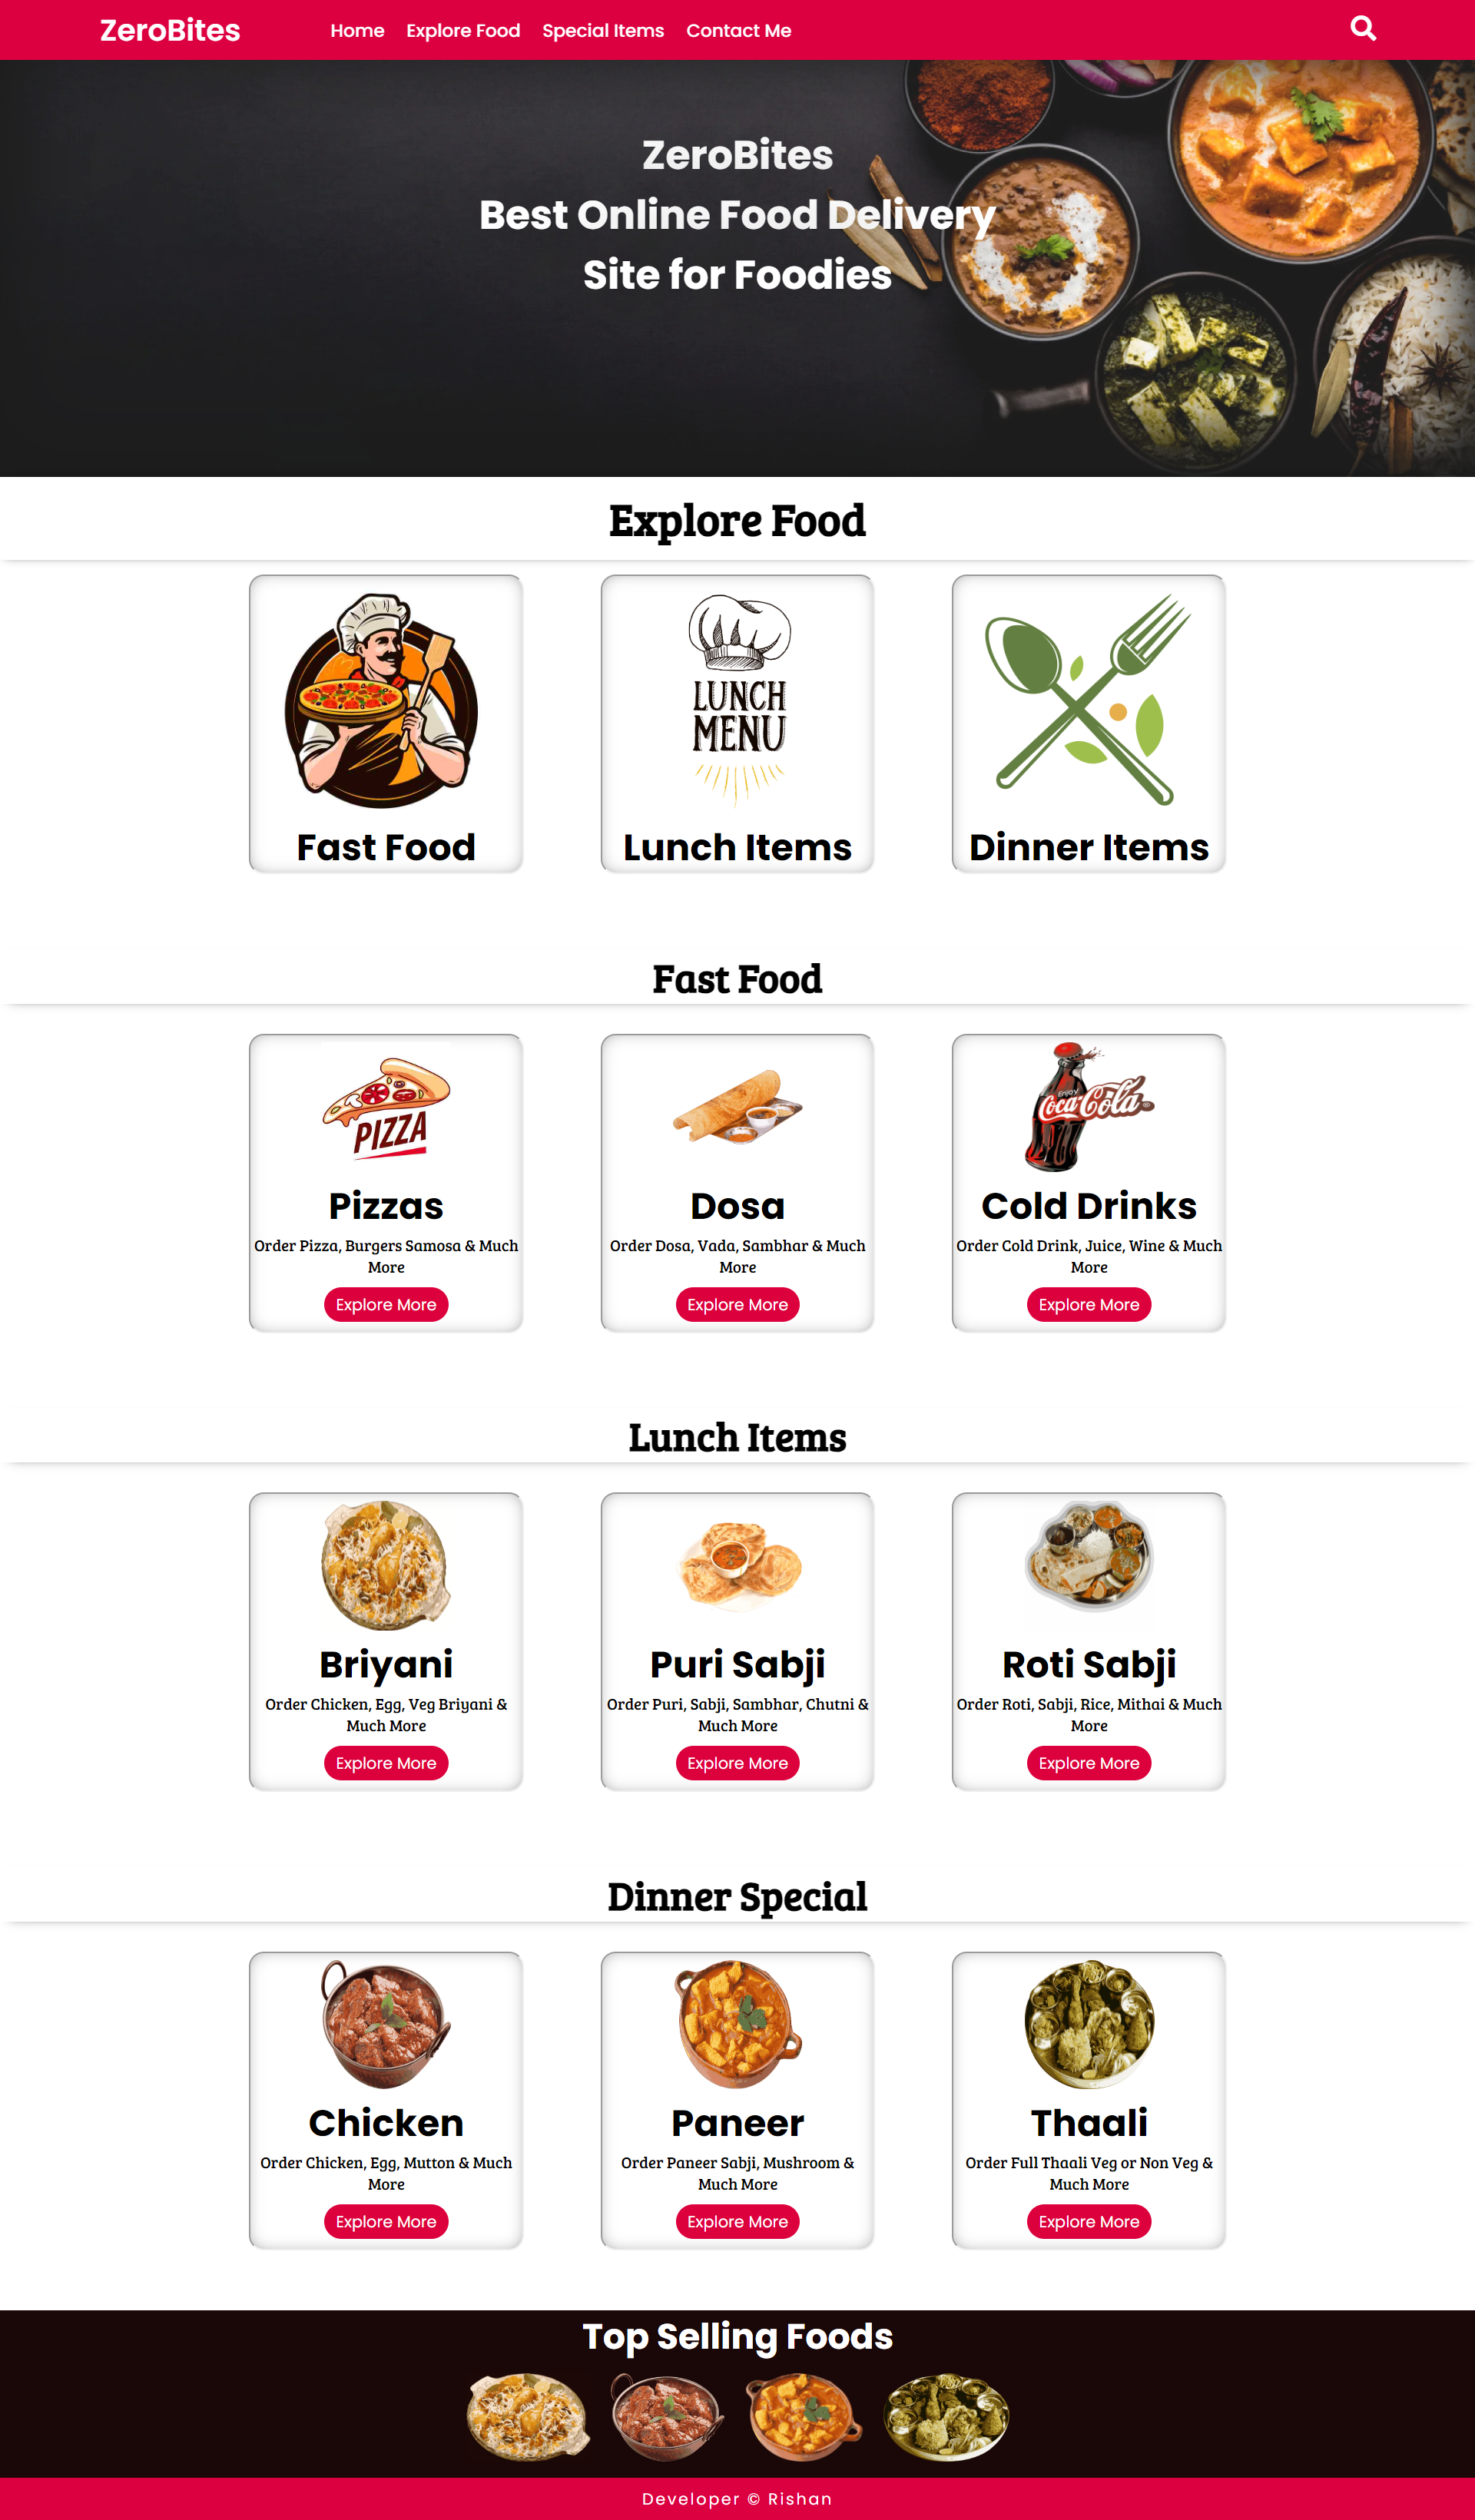 ZeroBites
Home Explore Food Special Items Contact Me
ZeroBites
Best Online Food Delivery
Site for Foodies
Explore Food
LUNCH
MENU
Fast Food
Lunch Items
Dinner Items
Fast Food
PIZZA
Enjoy
Coca-Cola
Pizzas
Order Pizza, Burgers Samosa & Much
More
Explore More
Dosa
Order Dosa, Vada, Sambhar & Much
More
Explore More
Cold Drinks
Order Cold Drink, Juice, Wine & Much
More
Explore More
Lunch Items
Briyani
Order Chicken, Egg, Veg Briyani &
Much More
Explore More
Puri Sabji
Order Puri, Sabji, Sambhar, Chutni &
Much More
Explore More
Roti Sabji
Order Roti, Sabji, Rice, Mithai & Much
More
Explore More
Dinner Special
Chicken
Order Chicken, Egg, Mutton & Much
More
Explore More
Paneer
Order Paneer Sabji, Mushroom &
Much More
Explore More
Thaali
Order Full Thaali Veg or Non Veg &
Much More
Explore More
Top Selling Foods
Developer © Rishan